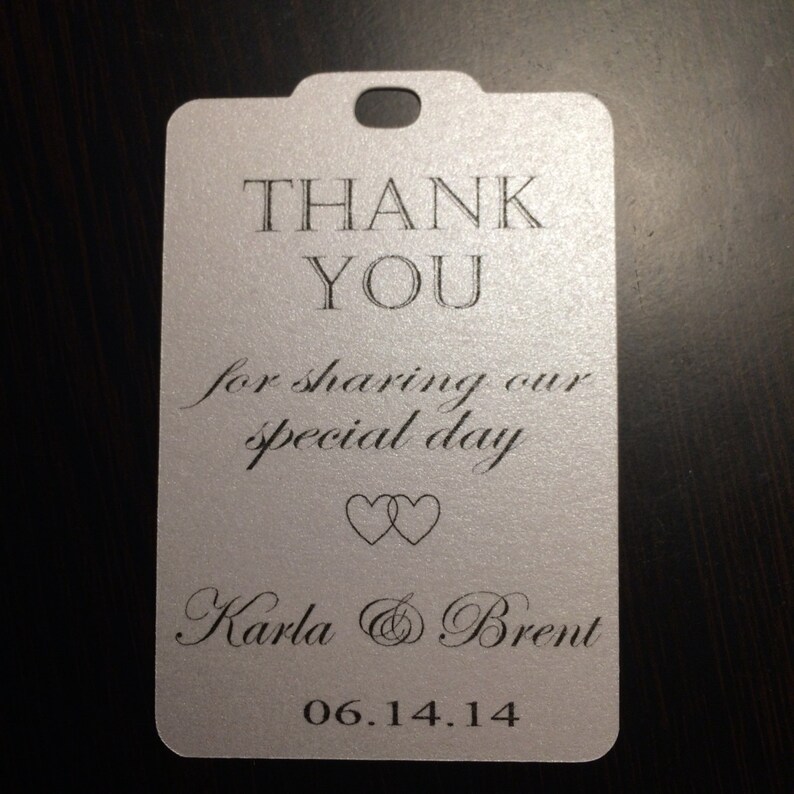 THANK
YOU
for sharing our
special day
Karla & Brent
06.14.14